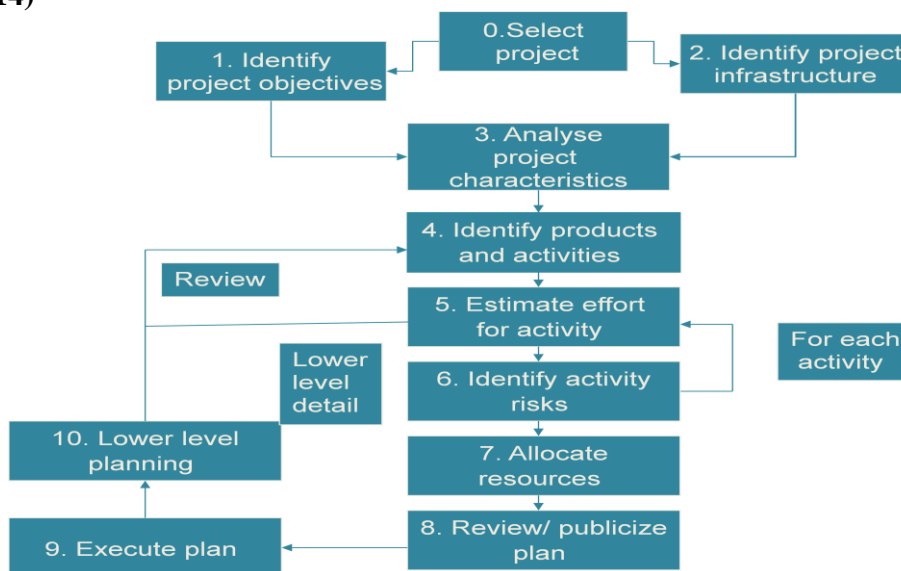 14)
0.Select
project
1. Identify
project objectives
2. Identify project
infrastructure
3. Analyse
project
characteristics
4. Identify products
and activities
Review
5. Estimate effort
for activity
For each
activity
Lower
level
detail
6. Identify activity
risks
10. Lower level
planning
7. Allocate
resources
8. Review/ publicize
plan
9. Execute plan